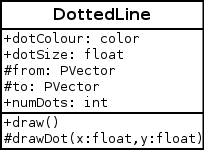 DottedLine
+dotColour: color
+dotSize: float
#from: PVector
#to: PVector
+numDots: int
+draw()
#drawDot(x:float,y:float)